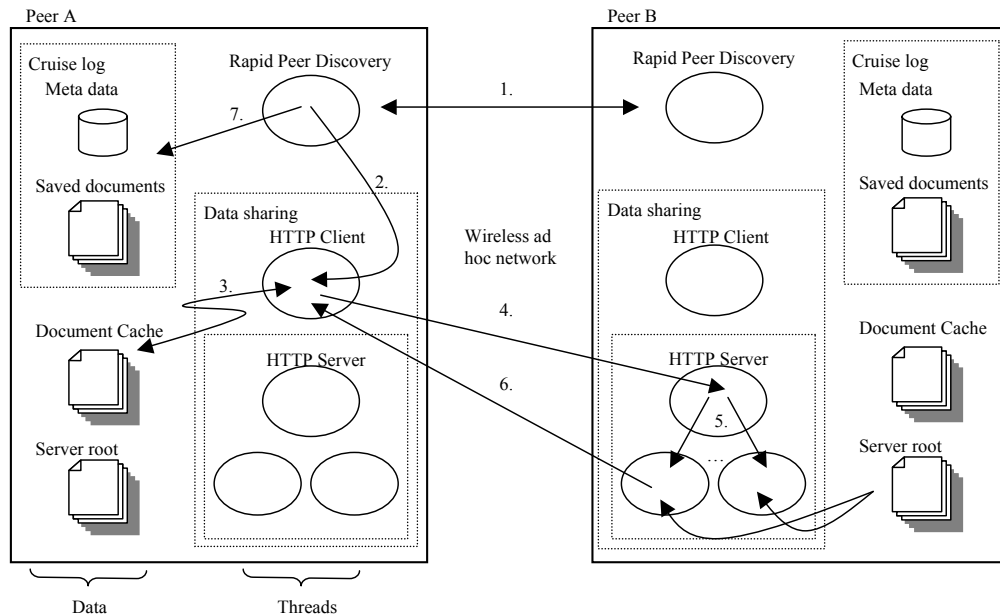 Peer A
Peer B
Cruise log
Meta data
Saved documents
Rapid Peer Discovery
1.
7.
2.
Data sharing
HTTP Client
3.
Document Cache
HTTP Server
Server root
Wireless ad
hoc network
4.
6.
Rapid Peer Discovery
Cruise log
Meta data
Saved documents
Data sharing
HTTP Client
HTTP Server
5.
...
Document Cache
Server root
Data
Threads